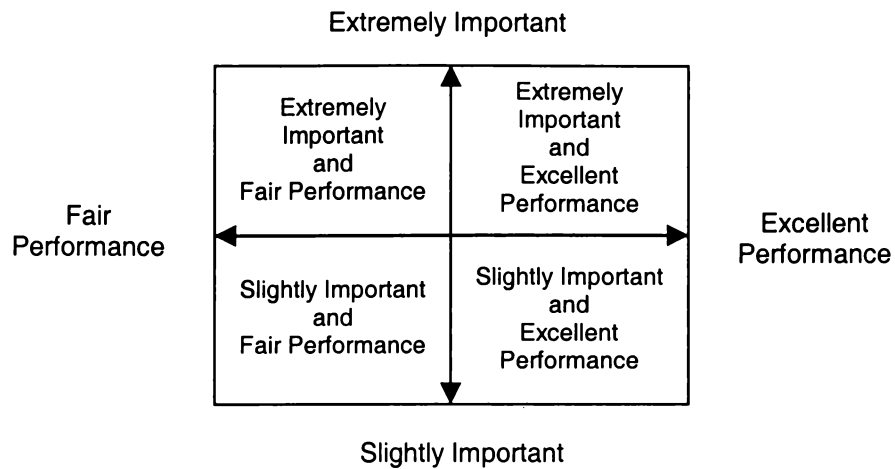 Extremely Important
Extremely
Important
and
Fair Performance
Extremely
Important
and
Excellent
Performance
Fair
Performance
Excellent
Performance
Slightly Important
and
Fair Performance
Slightly Important
and
Excellent
Performance
Slightly Important